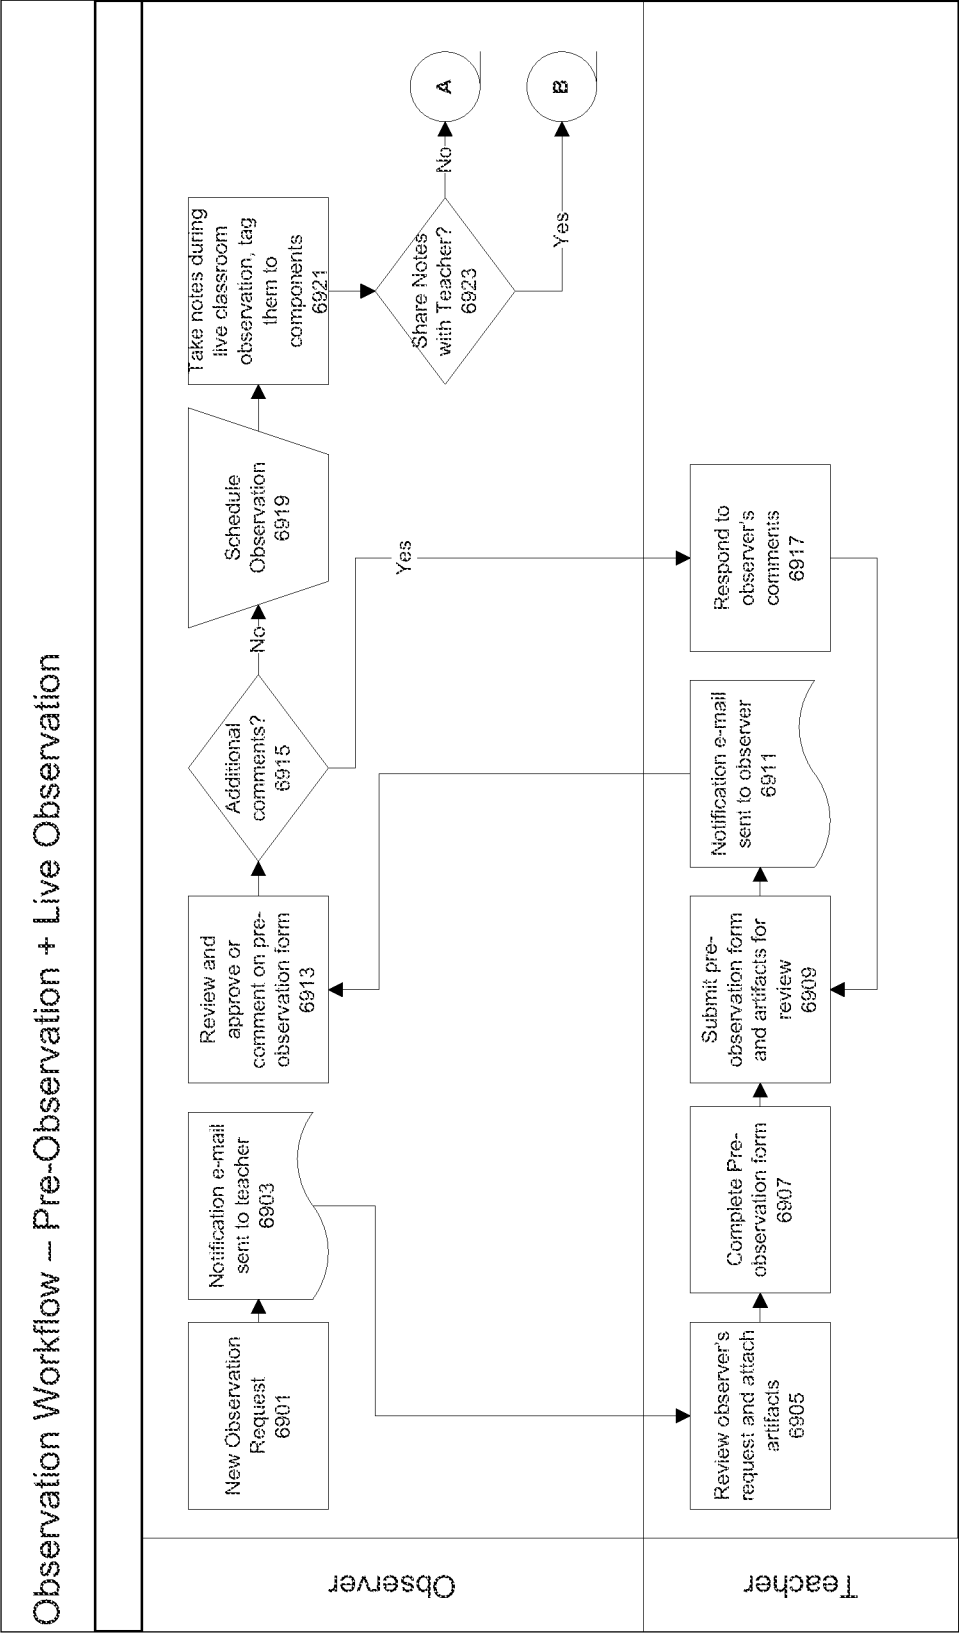 Observation Workflow – Pre-Observation + Live Observation
Observer
New Observation
Request
6901
Notification e-mail
sent to teacher
6903
Review and
approve or
comment on pre-
observation form
6913
Additional
comments?
6915
No
Yes
Schedule
Observation
6919
Take notes during
live classroom
observation, tag
them to
components
6921
Share Notes
with Teacher?
6923
No
A
Yes
B
Teacher
Review observer's
request and attach
artifacts
6905
Complete Pre-
observation form
6907
Submit pre-
observation form
and artifacts for
review
6909
Notification e-mail
sent to observer
6911
Respond to
observer's
comments
6917